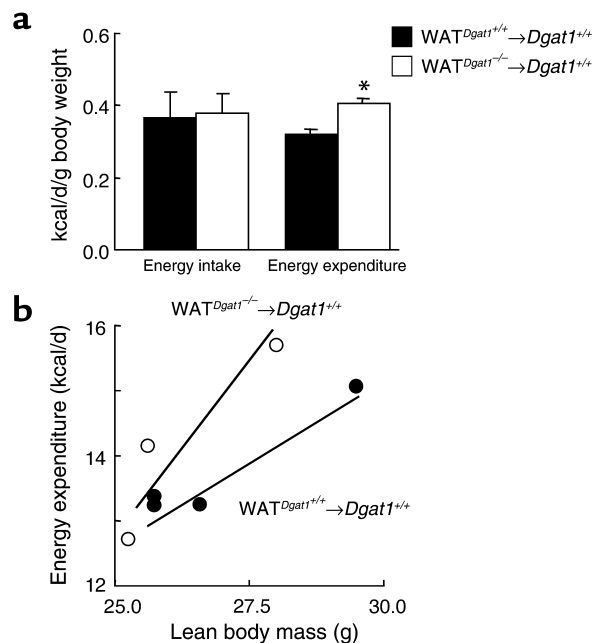 a
kcal/d/g body weight
0.6
0.4
0.2
0.0
*
Energy intake
Energy expenditure
WAT^Dgat1+/+→Dgat1+/+
WAT^Dgat1–/–→Dgat1+/+
b
Energy expenditure (kcal/d)
16
14
12
WAT^Dgat1–/–→Dgat1+/+
WAT^Dgat1+/+→Dgat1+/+
25.0
27.5
30.0
Lean body mass (g)